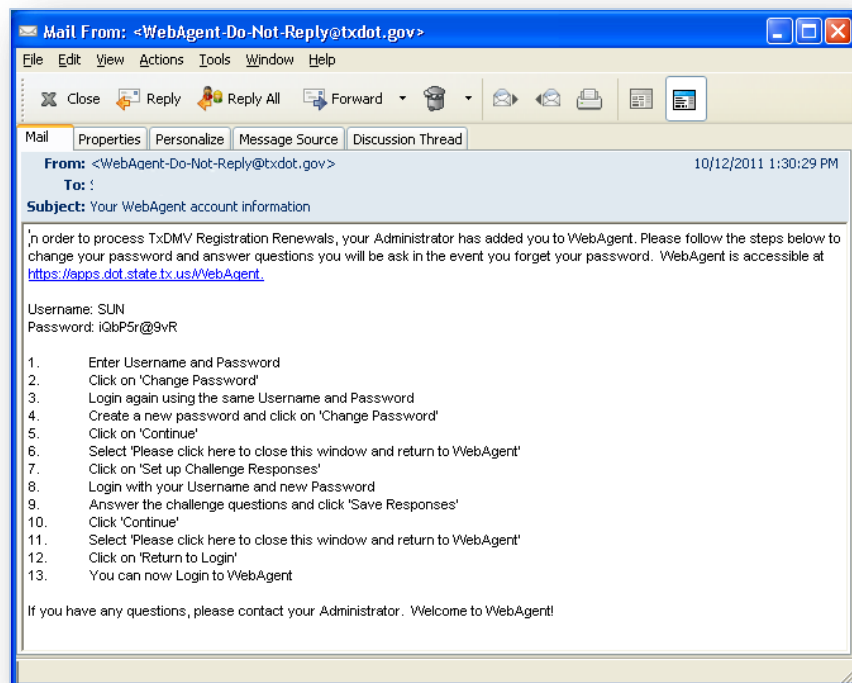 Mail From: <WebAgent-Do-Not-Reply@txdot.gov>
File Edit View Actions Tools Window Help
Close Reply Reply All Forward
Mail Properties Personalize Message Source Discussion Thread
From: <WebAgent-Do-Not-Reply@txdot.gov> 10/12/2011 1:30:29 PM
To:
Subject: Your WebAgent account information
n order to process TxDMV Registration Renewals, your Administrator has added you to WebAgent. Please follow the steps below to
change your password and answer questions you will be ask in the event you forget your password. WebAgent is accessible at
https://apps.dot.state.tx.us/WebAgent.
Username: SUN
Password: iQbP5r@9vR
1. Enter Username and Password
2. Click on 'Change Password'
3. Login again using the same Username and Password
4. Create a new password and click on 'Change Password'
5. Click on 'Continue'
6. Select 'Please click here to close this window and return to WebAgent'
7. Click on 'Set up Challenge Responses'
8. Login with your Username and new Password
9. Answer the challenge questions and click 'Save Responses'
10. Click 'Continue'
11. Select 'Please click here to close this window and return to WebAgent'
12. Click on 'Return to Login'
13. You can now Login to WebAgent
If you have any questions, please contact your Administrator. Welcome to WebAgent!